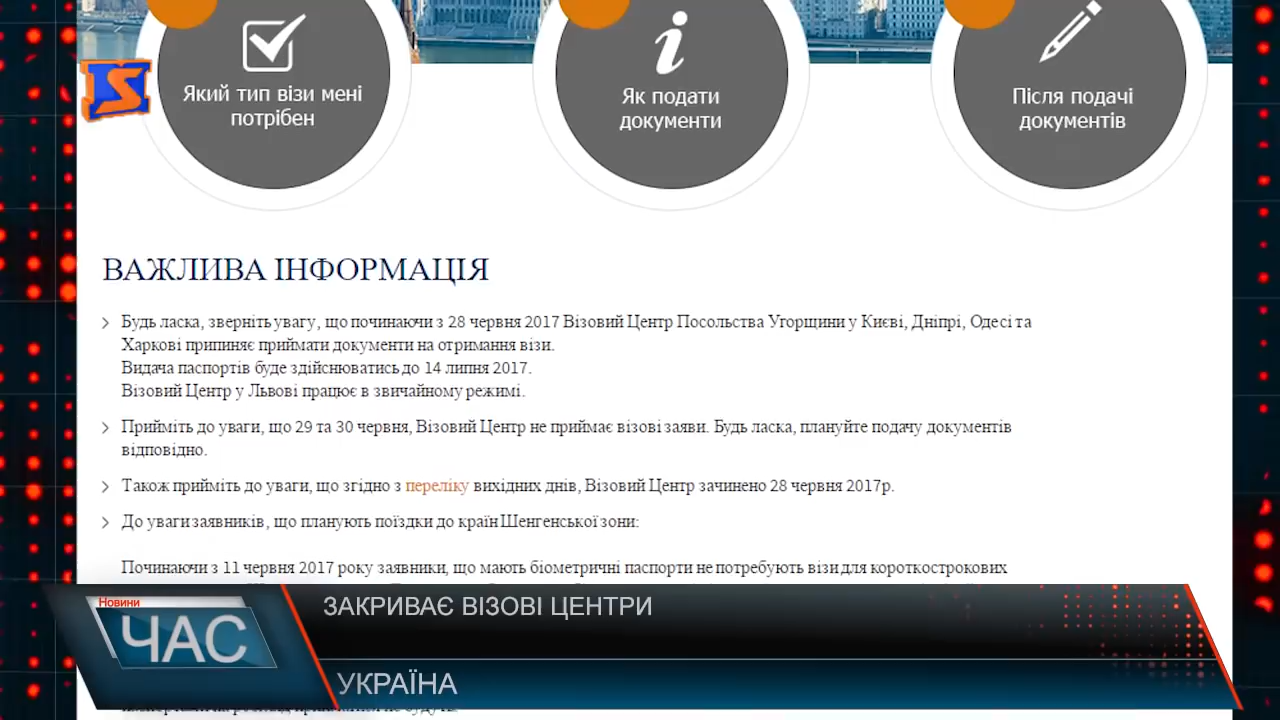 Який тип візи мені
потрібен
Як подати
документи
Після подачі
документів
ВАЖЛИВА ІНФОРМАЦІЯ
Будь ласка, зверніть увагу, що починаючи з 28 червня 2017 Візовий Центр Посольства Угорщини у Києві, Дніпрі, Одесі та
Харкові припиняє приймати документи на отримання візи.
Видача паспортів буде здійснюватись до 14 липня 2017.
Візовий Центр у Львові працює в звичайному режимі.
Прийміть до уваги, що 29 та 30 червня, Візовий Центр не приймає візові заяви. Будь ласка, плануйте подачу документів
відповідно.
Також прийміть до уваги, що згідно з переліку вихідних днів, Візовий Центр зачинено 28 червня 2017р.
До уваги заявників, що планують поїздки до країн Шенгенської зони:
Починаючи з 11 червня 2017 року заявники, що мають біометричні паспорти не потребують візи для короткострокових
Новини
ЧАС
ЗАКРИВАЄ ВІЗОВІ ЦЕНТРИ
УКРАЇНА